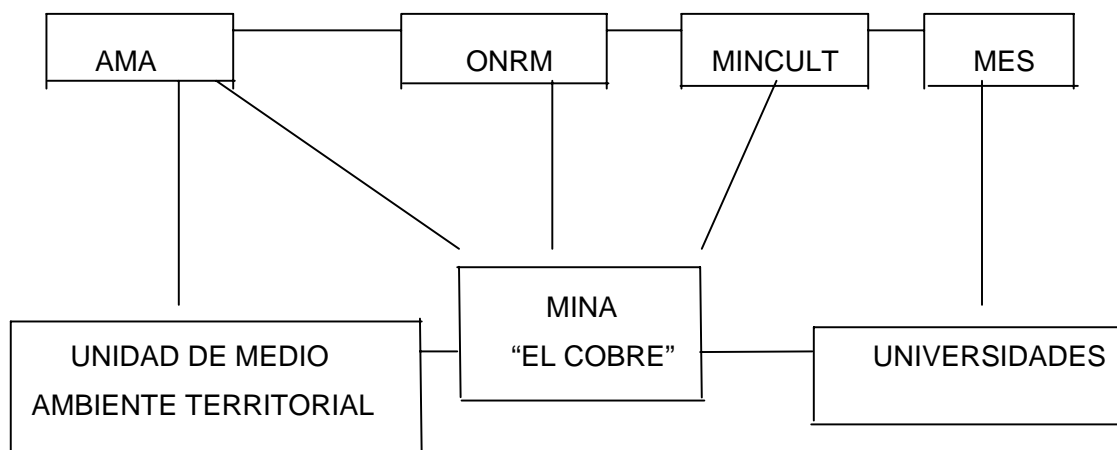 AMA
ONRM
MINCULT
MES
MINA
“EL COBRE”
UNIDAD DE MEDIO
AMBIENTE TERRITORIAL
UNIVERSIDADES